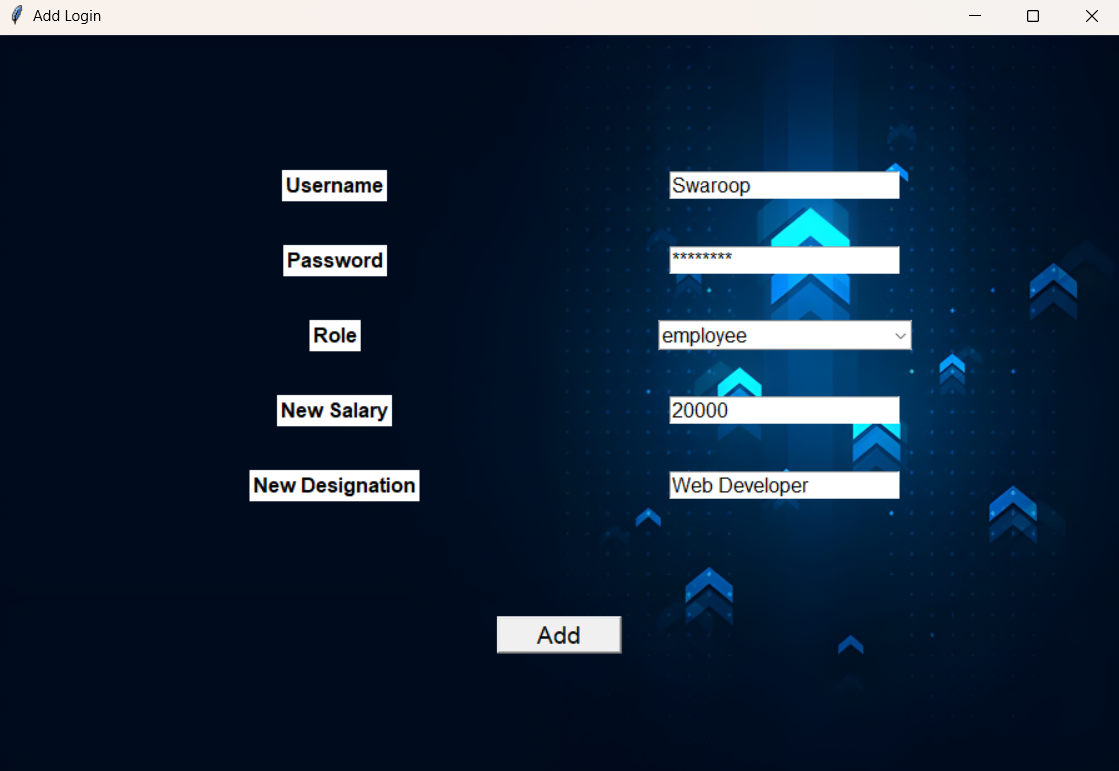 Add Login
Username Swaroop
Password ********
Role employee
New Salary 20000
New Designation Web Developer
Add